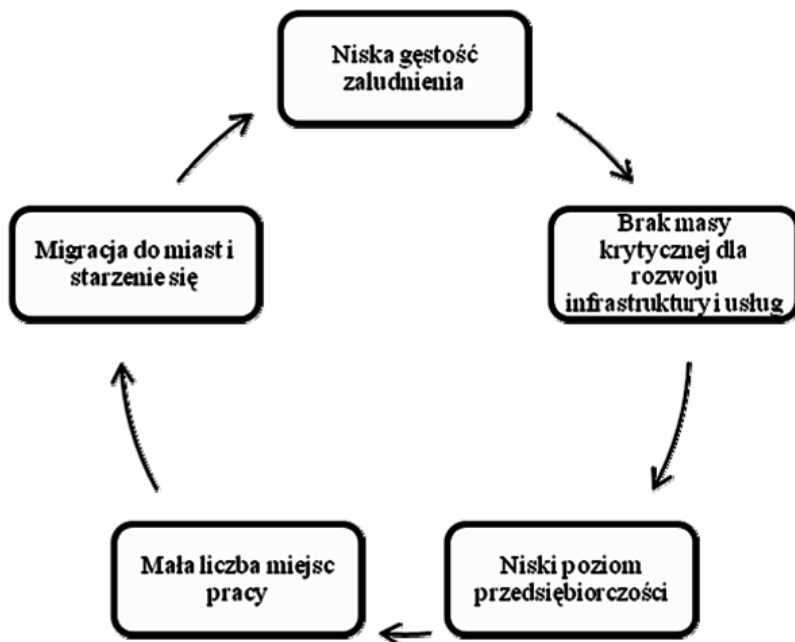 Niska gęstość
zaludnienia
Brak masy
krytycznej dla
rozwoju
infrastruktury i usług
Niski poziom
przedsiębiorczości
Mała liczba miejsc
pracy
Migracja do miast i
starzenie się